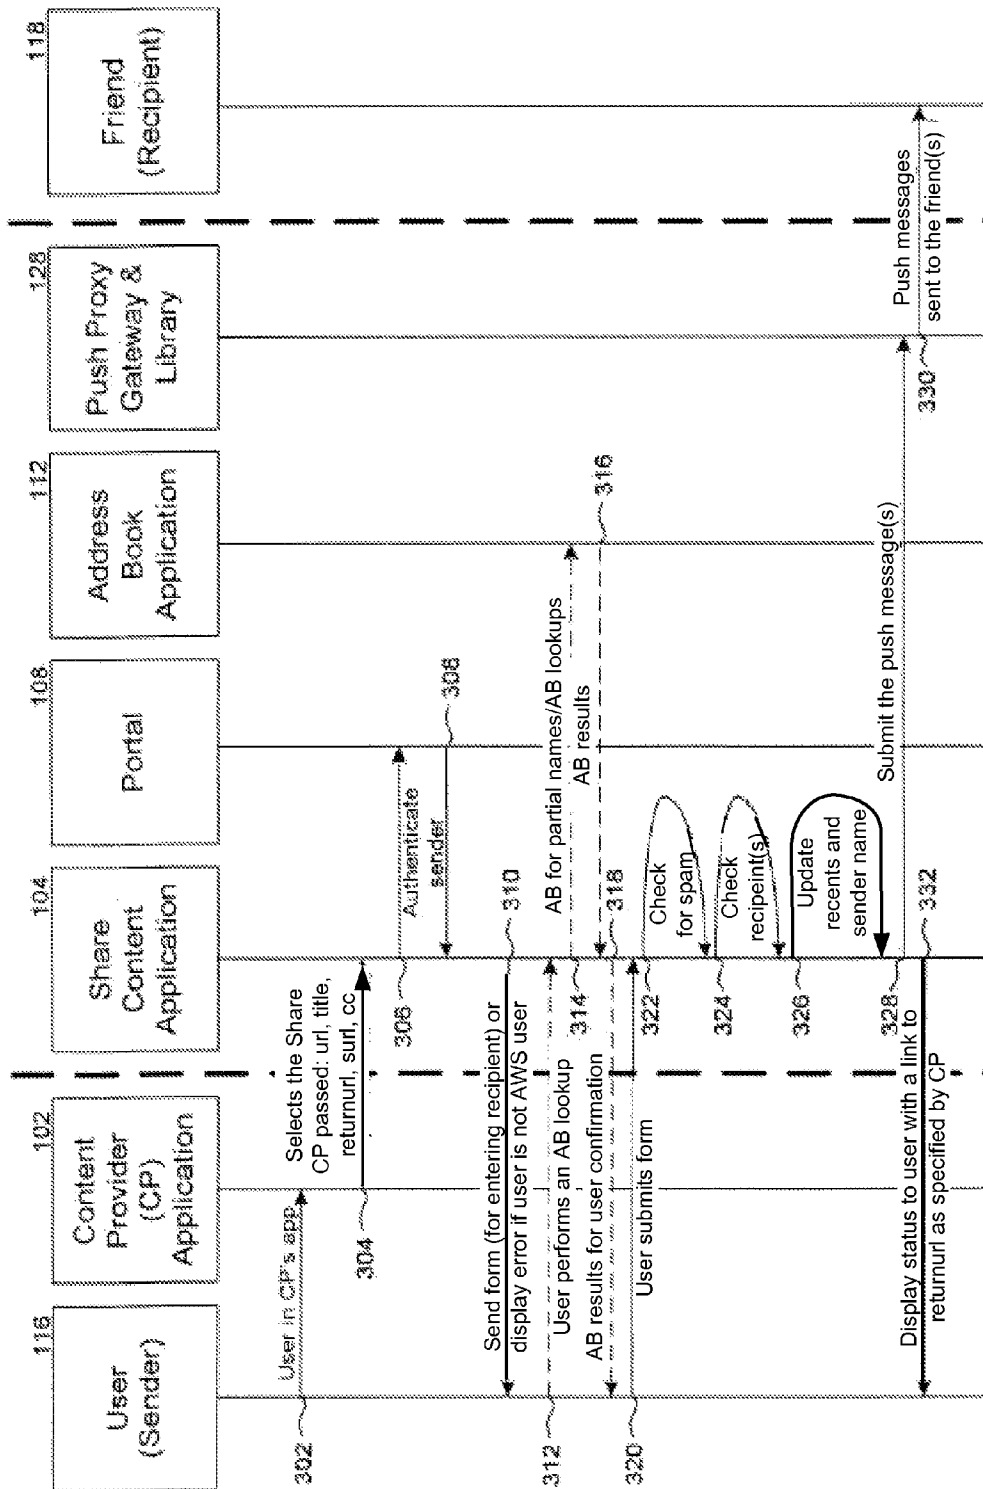 116
User
(Sender)
102
Content
Provider
(CP)
Application
104
Share
Content
Application
108
Portal
112
Address
Book
Application
128
Push Proxy
Gateway &
Library
118
Friend
(Recipient)
302
User in CP's app
304
Selects the Share
CP passed: url, title,
returnurl, surl, cc
306
Authenticate
sender
308
310
Send form (for entering recipient) or
display error if user is not AWS user
312
User performs an AB lookup
314
AB for partial names/AB lookups
AB results
316
318
AB results for user confirmation
320
User submits form
322
Check
for spam
324
Check
recipeint(s)
326
Update
recents and
sender name
328
Submit the push message(s)
330
Push messages
sent to the friend(s)
332
Display status to user with a link to
returnurl as specified by CP